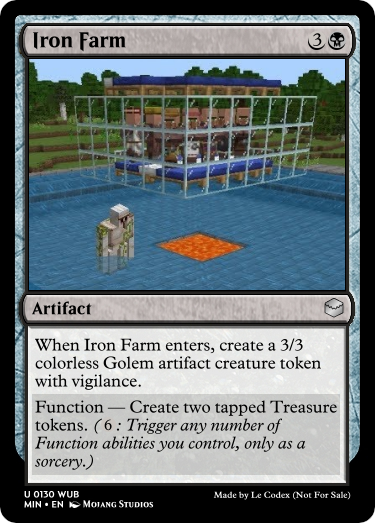 Iron Farm 3
Artifact
When Iron Farm enters, create a 3/3
colorless Golem artifact creature token
with vigilance.
Function — Create two tapped Treasure
tokens. ( 6 : Trigger any number of
Function abilities you control, only as a
sorcery.)
U 0130 WUB Made by Le Codex (Not For Sale)
MIN • EN Mojang Studios